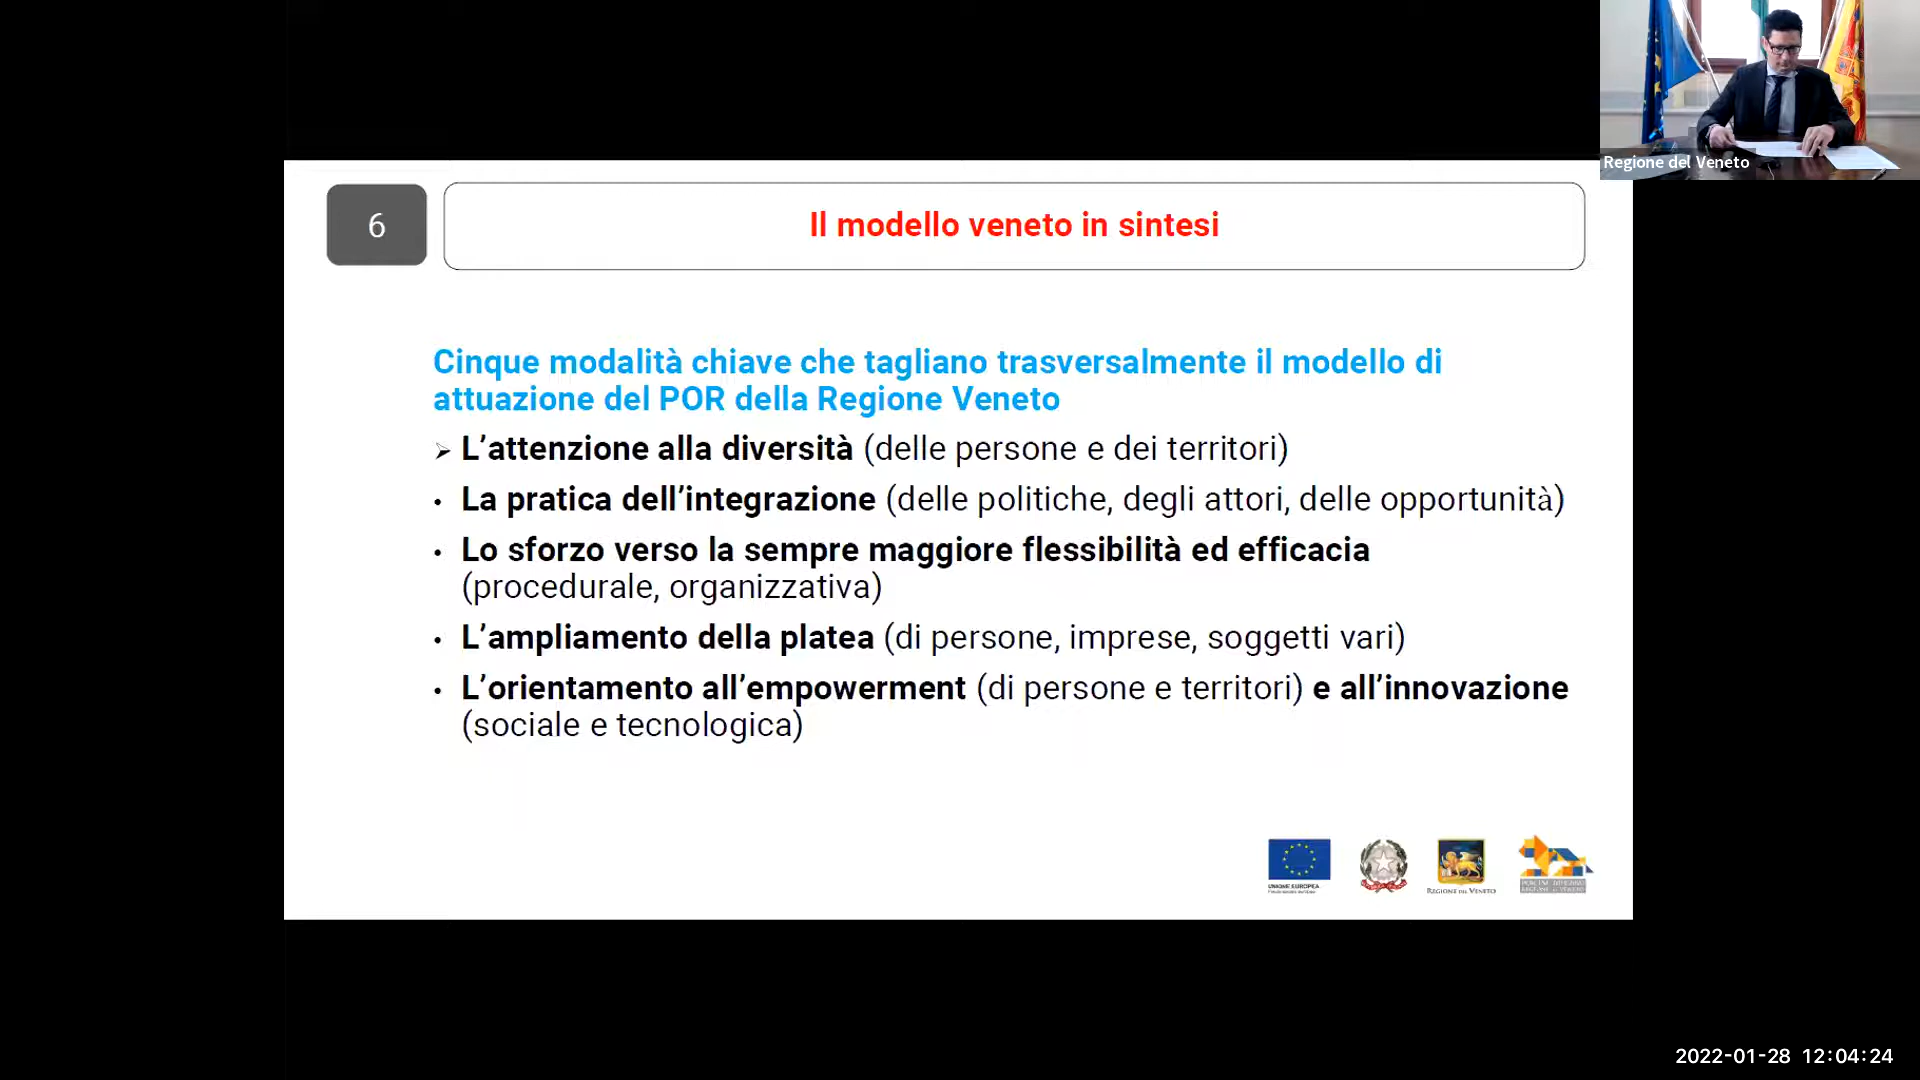 Regione del Veneto
6
Il modello veneto in sintesi
Cinque modalità chiave che tagliano trasversalmente il modello di
attuazione del POR della Regione Veneto
➢ L’attenzione alla diversità (delle persone e dei territori)
• La pratica dell’integrazione (delle politiche, degli attori, delle opportunità)
• Lo sforzo verso la sempre maggiore flessibilità ed efficacia
(procedurale, organizzativa)
• L’ampliamento della platea (di persone, imprese, soggetti vari)
• L’orientamento all’empowerment (di persone e territori) e all’innovazione
(sociale e tecnologica)
UNIONE EUROPEA
REGIONE DEL VENETO
2022-01-28 12:04:24